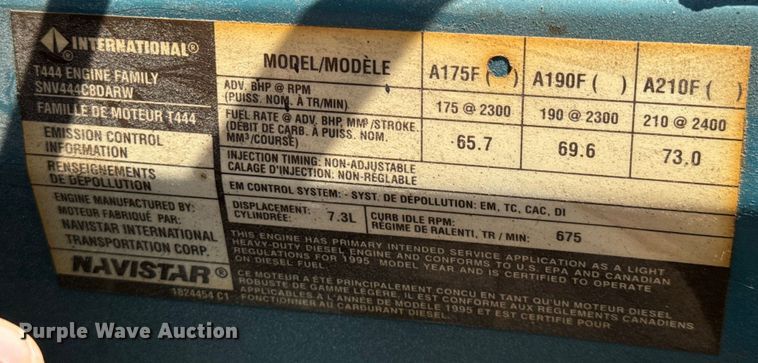 INTERNATIONAL®
T444 ENGINE FAMILY
SNV444C8DARW
FAMILLE DE MOTEUR T444
EMISSION CONTROL
INFORMATION
RENSEIGNEMENTS
DE DÉPOLLUTION
ENGINE MANUFACTURED BY:
MOTEUR FABRIQUÉ PAR:
NAVISTAR INTERNATIONAL
TRANSPORTATION CORP.
NAVISTAR®
1824454 C1
MODEL/MODÈLE A175F ( ) A190F ( ) A210F ( )
ADV. BHP @ RPM
(PUISS. NOM. À TR/MIN) 175 @ 2300 190 @ 2300 210 @ 2400
FUEL RATE @ ADV. BHP, MM³/STROKE.
(DÉBIT DE CARB. À PUISS. NOM.
MM³/COURSE) 65.7 69.6 73.0
INJECTION TIMING: NON-ADJUSTABLE
CALAGE D'INJECTION: NON-RÉGLABLE
EM CONTROL SYSTEM: - SYST. DE DÉPOLLUTION: EM, TC, CAC, DI
DISPLACEMENT:
CYLINDRÉE: 7.3L
CURB IDLE RPM:
RÉGIME DE RALENTI, TR / MIN: 675
THIS ENGINE HAS PRIMARY INTENDED SERVICE APPLICATION AS A LIGHT
HEAVY-DUTY DIESEL ENGINE AND CONFORMS TO U.S. EPA AND CANADIAN
REGULATIONS FOR 1995 MODEL YEAR AND IS CERTIFIED TO OPERATE
ON DIESEL FUEL.
CE MOTEUR A ÉTÉ PRINCIPALEMENT CONÇU EN TANT QU'UN MOTEUR DIESEL
ROBUSTE DE GAMME LÉGÈRE, IL EST CONFORME AUX RÈGLEMENTS CANADIENS
APPLICABLES À L'ANNÉE DE MODÈLE 1995 ET EST CERTIFIÉ POUR
FONCTIONNER AU CARBURANT DIESEL.
Purple Wave Auction